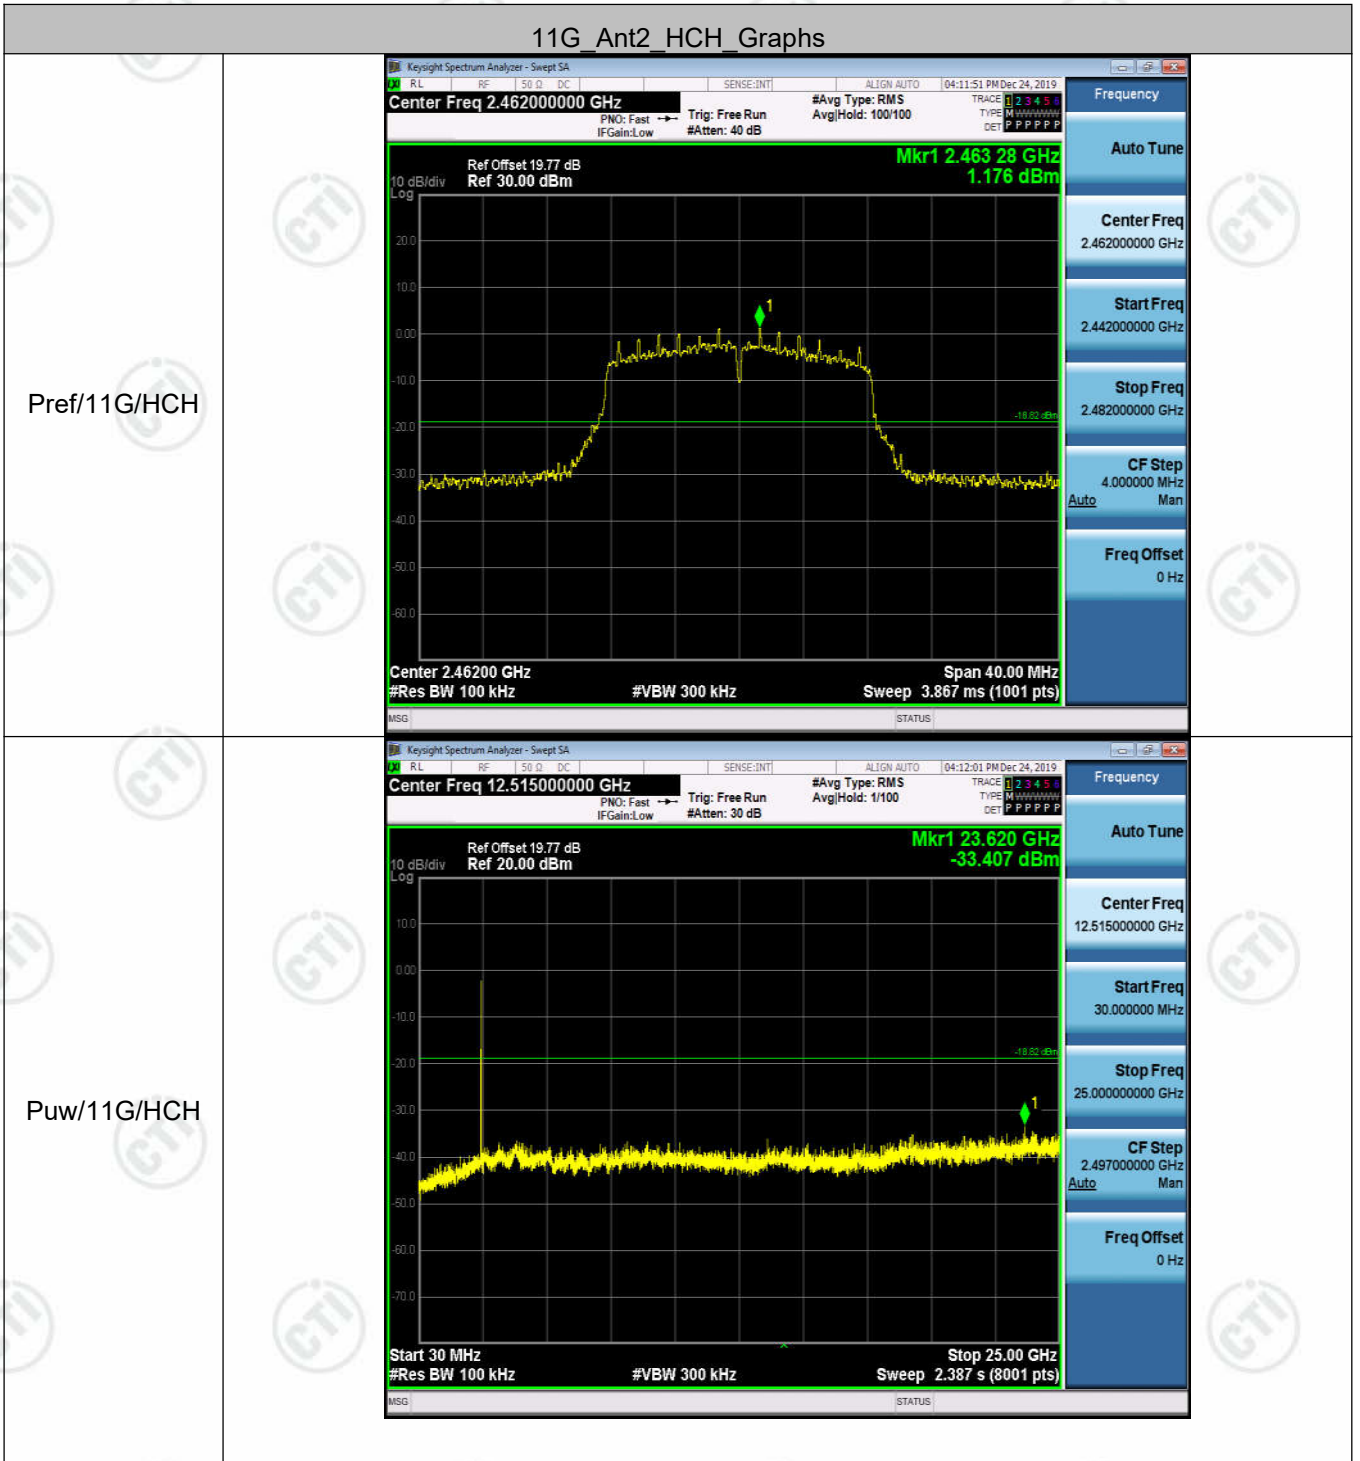 11G_Ant2_HCH_Graphs
Pref/11G/HCH
Keysight Spectrum Analyzer - Swept SA
RL RF 50 Ω DC SENSE:INT ALIGN AUTO 04:11:51 PM Dec 24, 2019
Center Freq 2.462000000 GHz
PNO: Fast
IFGain:Low
Trig: Free Run
#Atten: 40 dB
#Avg Type: RMS
Avg|Hold: 100/100
TRACE 1 2 3 4 5 6
TYPE M WWWWW
DET P P P P P P
Mkr1 2.463 28 GHz
1.176 dBm
Ref Offset 19.77 dB
10 dB/div Ref 30.00 dBm
Log
20.0
10.0
0.00
-10.0
-20.0
-30.0
-40.0
-50.0
-60.0
1
-18.82 dBm
Center 2.46200 GHz Span 40.00 MHz
#Res BW 100 kHz #VBW 300 kHz Sweep 3.867 ms (1001 pts)
MSG STATUS
Frequency
Auto Tune
Center Freq
2.462000000 GHz
Start Freq
2.442000000 GHz
Stop Freq
2.482000000 GHz
CF Step
4.000000 MHz
Auto Man
Freq Offset
0 Hz
Puw/11G/HCH
Keysight Spectrum Analyzer - Swept SA
RL RF 50 Ω DC SENSE:INT ALIGN AUTO 04:12:01 PM Dec 24, 2019
Center Freq 12.515000000 GHz
PNO: Fast
IFGain:Low
Trig: Free Run
#Atten: 30 dB
#Avg Type: RMS
Avg|Hold: 1/100
TRACE 1 2 3 4 5 6
TYPE M WWWWW
DET P P P P P P
Mkr1 23.620 GHz
-33.407 dBm
Ref Offset 19.77 dB
10 dB/div Ref 20.00 dBm
Log
10.0
0.00
-10.0
-20.0
-30.0
-40.0
-50.0
-60.0
-70.0
1
-18.82 dBm
Start 30 MHz Stop 25.00 GHz
#Res BW 100 kHz #VBW 300 kHz Sweep 2.387 s (8001 pts)
MSG STATUS
Frequency
Auto Tune
Center Freq
12.515000000 GHz
Start Freq
30.000000 MHz
Stop Freq
25.000000000 GHz
CF Step
2.497000000 GHz
Auto Man
Freq Offset
0 Hz
CTI